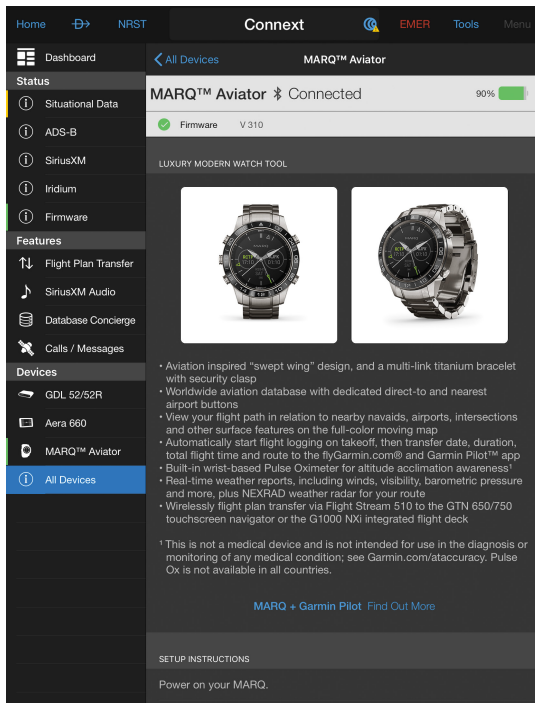 Home
NRST
Connext
EMER
Tools
Menu
Dashboard
Status
Situational Data
ADS-B
SiriusXM
Iridium
Firmware
Features
Flight Plan Transfer
SiriusXM Audio
Database Concierge
Calls / Messages
Devices
GDL 52/52R
Aera 660
MARQ™ Aviator
All Devices
All Devices
MARQ™ Aviator
MARQ™ Aviator Connected
90%
Firmware V 310
LUXURY MODERN WATCH TOOL
• Aviation inspired “swept wing” design, and a multi-link titanium bracelet
with security clasp
• Worldwide aviation database with dedicated direct-to and nearest
airport buttons
• View your flight path in relation to nearby navaids, airports, intersections
and other surface features on the full-color moving map
• Automatically start flight logging on takeoff, then transfer date, duration,
total flight time and route to the flyGarmin.com® and Garmin Pilot™ app
• Built-in wrist-based Pulse Oximeter for altitude acclimation awareness¹
• Real-time weather reports, including winds, visibility, barometric pressure
and more, plus NEXRAD weather radar for your route
• Wirelessly flight plan transfer via Flight Stream 510 to the GTN 650/750
touchscreen navigator or the G1000 NXi integrated flight deck
¹ This is not a medical device and is not intended for use in the diagnosis or
monitoring of any medical condition; see Garmin.com/ataccuracy. Pulse
Ox is not available in all countries.
MARQ + Garmin Pilot Find Out More
SETUP INSTRUCTIONS
Power on your MARQ.